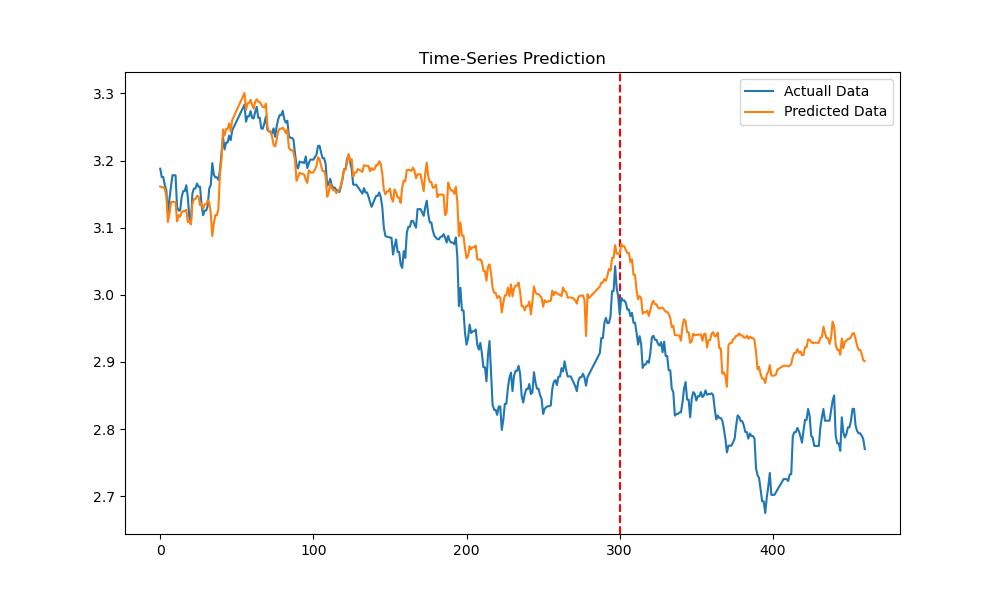 Time-Series Prediction
Actuall Data
Predicted Data
3.3
3.2
3.1
3.0
2.9
2.8
2.7
0 100 200 300 400